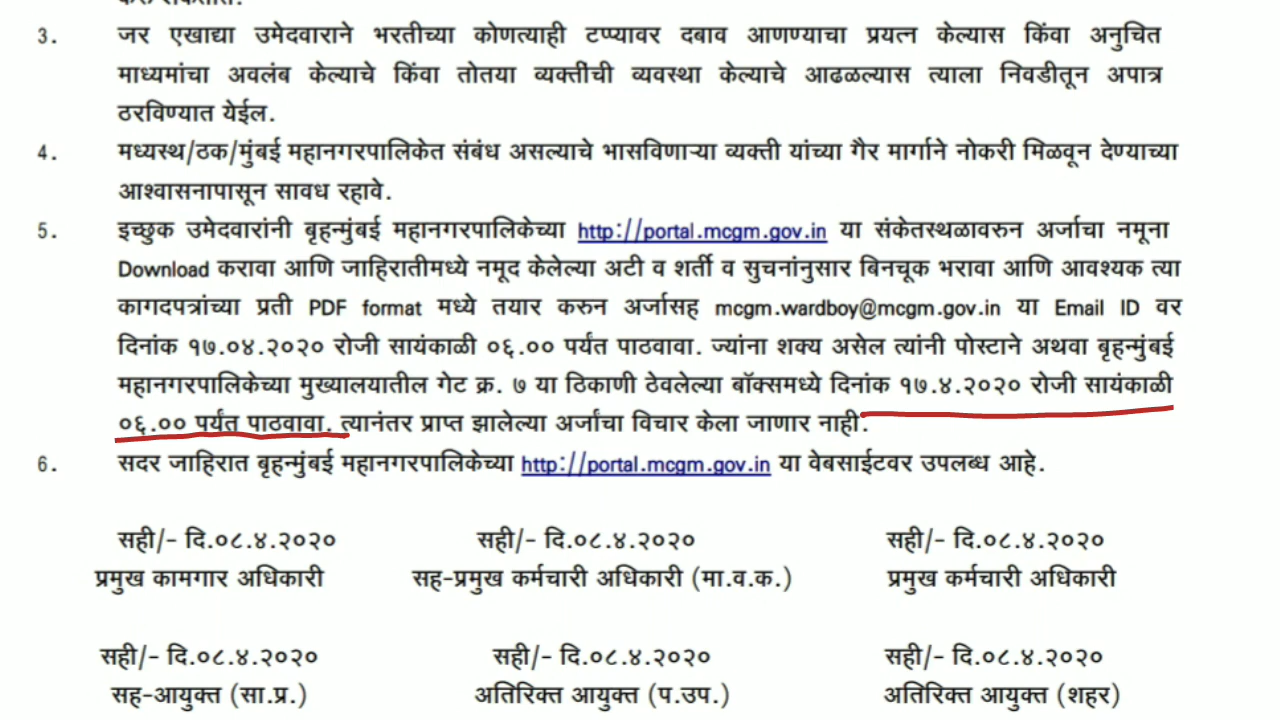 3. जर एखाद्या उमेदवाराने भरतीच्या कोणत्याही टप्प्यावर दबाव आणण्याचा प्रयत्न केल्यास किंवा अनुचित
माध्यमांचा अवलंब केल्याचे किंवा तोतया व्यक्तींची व्यवस्था केल्याचे आढळल्यास त्याला निवडीतून अपात्र
ठरविण्यात येईल.
4. मध्यस्थ/ठक/मुंबई महानगरपालिकेत संबंध असल्याचे भासविणाऱ्या व्यक्ती यांच्या गैर मार्गाने नोकरी मिळवून देण्याच्या
आश्वासनापासून सावध रहावे.
5. इच्छुक उमेदवारांनी बृहन्मुंबई महानगरपालिकेच्या http://portal.mcgm.gov.in या संकेतस्थळावरुन अर्जाचा नमूना
Download करावा आणि जाहिरातीमध्ये नमूद केलेल्या अटी व शर्ती व सुचनांनुसार बिनचूक भरावा आणि आवश्यक त्या
कागदपत्रांच्या प्रती PDF format मध्ये तयार करुन अर्जासह mcgm.wardboy@mcgm.gov.in या Email ID वर
दिनांक १७.०४.२०२० रोजी सायंकाळी ०६.०० पर्यंत पाठवावा. ज्यांना शक्य असेल त्यांनी पोस्टाने अथवा बृहन्मुंबई
महानगरपालिकेच्या मुख्यालयातील गेट क्र. ७ या ठिकाणी ठेवलेल्या बॉक्समध्ये दिनांक १७.४.२०२० रोजी सायंकाळी
०६.०० पर्यंत पाठवावा. त्यानंतर प्राप्त झालेल्या अर्जांचा विचार केला जाणार नाही.
6. सदर जाहिरात बृहन्मुंबई महानगरपालिकेच्या http://portal.mcgm.gov.in या वेबसाईटवर उपलब्ध आहे.
सही/- दि.०८.४.२०२० सही/- दि.०८.४.२०२० सही/- दि.०८.४.२०२०
प्रमुख कामगार अधिकारी सह-प्रमुख कर्मचारी अधिकारी (मा.व.क.) प्रमुख कर्मचारी अधिकारी
सही/- दि.०८.४.२०२० सही/- दि.०८.४.२०२० सही/- दि.०८.४.२०२०
सह-आयुक्त (सा.प्र.) अतिरिक्त आयुक्त (प.उप.) अतिरिक्त आयुक्त (शहर)